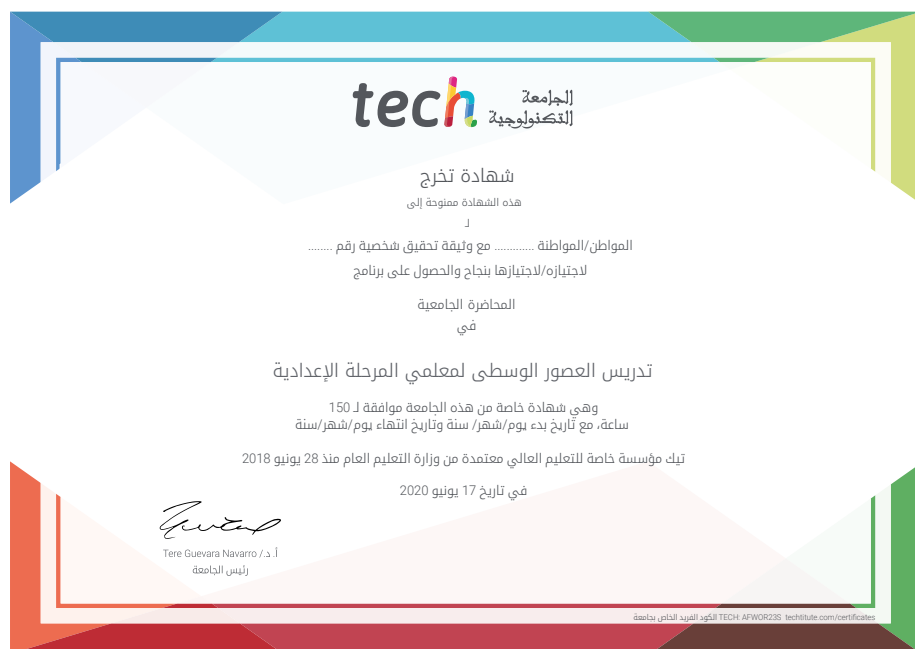 tech الجامعة
التكنولوجية
شهادة تخرج
هذه الشهادة ممنوحة إلى
لـ
المواطن/المواطنة ............. مع وثيقة تحقيق شخصية رقم ........
لاجتيازه/لاجتيازها بنجاح والحصول على برنامج
المحاضرة الجامعية
في
تدريس العصور الوسطى لمعلمي المرحلة الإعدادية
وهي شهادة خاصة من هذه الجامعة موافقة لـ 150
ساعة، مع تاريخ بدء يوم/شهر/ سنة وتاريخ انتهاء يوم/شهر/سنة
تيك مؤسسة خاصة للتعليم العالي معتمدة من وزارة التعليم العام منذ 28 يونيو 2018
في تاريخ 17 يونيو 2020
أ. د./ Tere Guevara Navarro
رئيس الجامعة
الكود الفريد الخاص بجامعة TECH: AFWOR23S techtitute.com/certificates